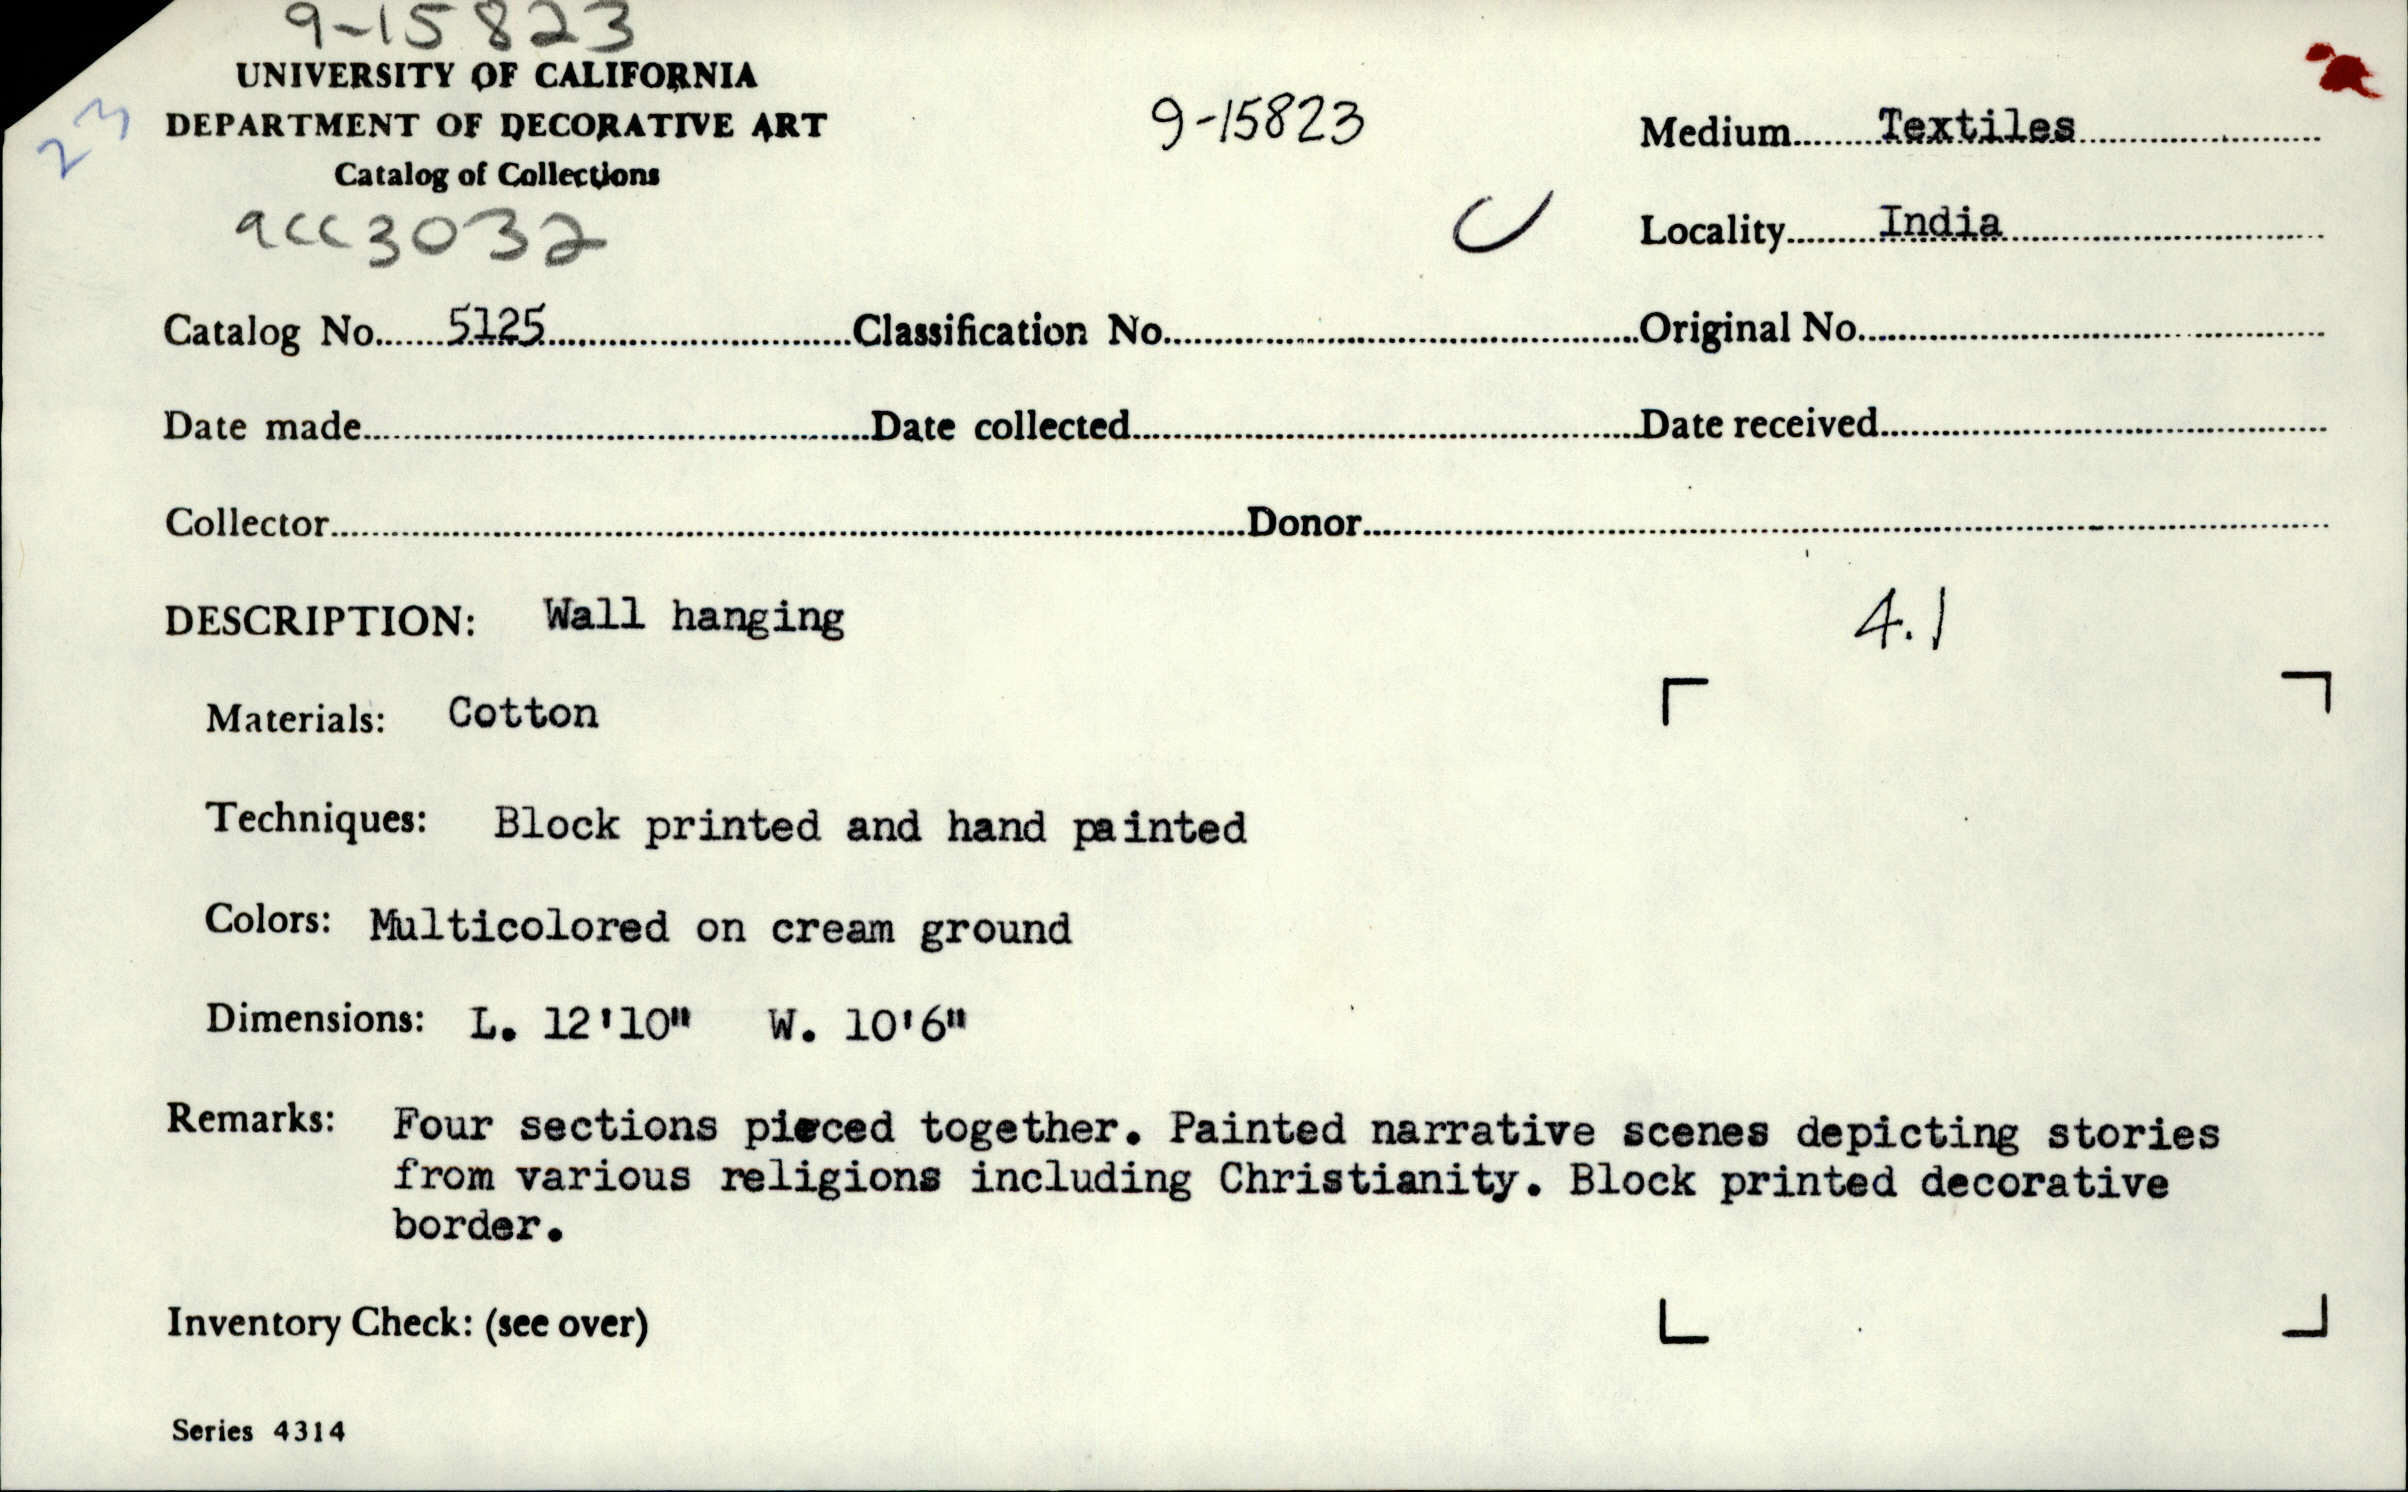 9-15823
UNIVERSITY OF CALIFORNIA
DEPARTMENT OF DECORATIVE ART
Catalog of Collections
23
acc 3032
9-15823
Medium Textiles
Locality India
Catalog No. 5125 Classification No. Original No.
Date made Date collected Date received
Collector Donor
DESCRIPTION: Wall hanging
4.1
Materials: Cotton
Techniques: Block printed and hand painted
Colors: Multicolored on cream ground
Dimensions: L. 12'10" W. 10'6"
Remarks: Four sections pieced together. Painted narrative scenes depicting stories
from various religions including Christianity. Block printed decorative
border.
Inventory Check: (see over)
Series 4314